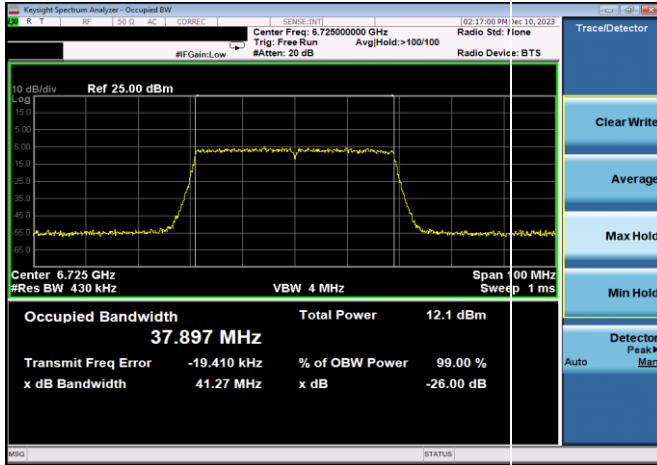 Keysight Spectrum Analyzer - Occupied BW
R T RF 50 Ω AC CORREC SENSE:INT 02:17:00 PM Dec 10, 2023
Center Freq: 6.725000000 GHz Radio Std: None
Trig: Free Run Avg|Hold:>100/100
#IFGain:Low #Atten: 20 dB Radio Device: BTS
Trace/Detector
10 dB/div Ref 25.00 dBm
Log
15.0
5.00
-5.00
-15.0
-25.0
-35.0
-45.0
-55.0
-65.0
Center 6.725 GHz Span 100 MHz
#Res BW 430 kHz VBW 4 MHz Sweep 1 ms
Occupied Bandwidth Total Power 12.1 dBm
37.897 MHz
Transmit Freq Error -19.410 kHz % of OBW Power 99.00 %
x dB Bandwidth 41.27 MHz x dB -26.00 dB
Clear Write
Average
Max Hold
Min Hold
Detector
Peak▶
Auto Man
MSG STATUS